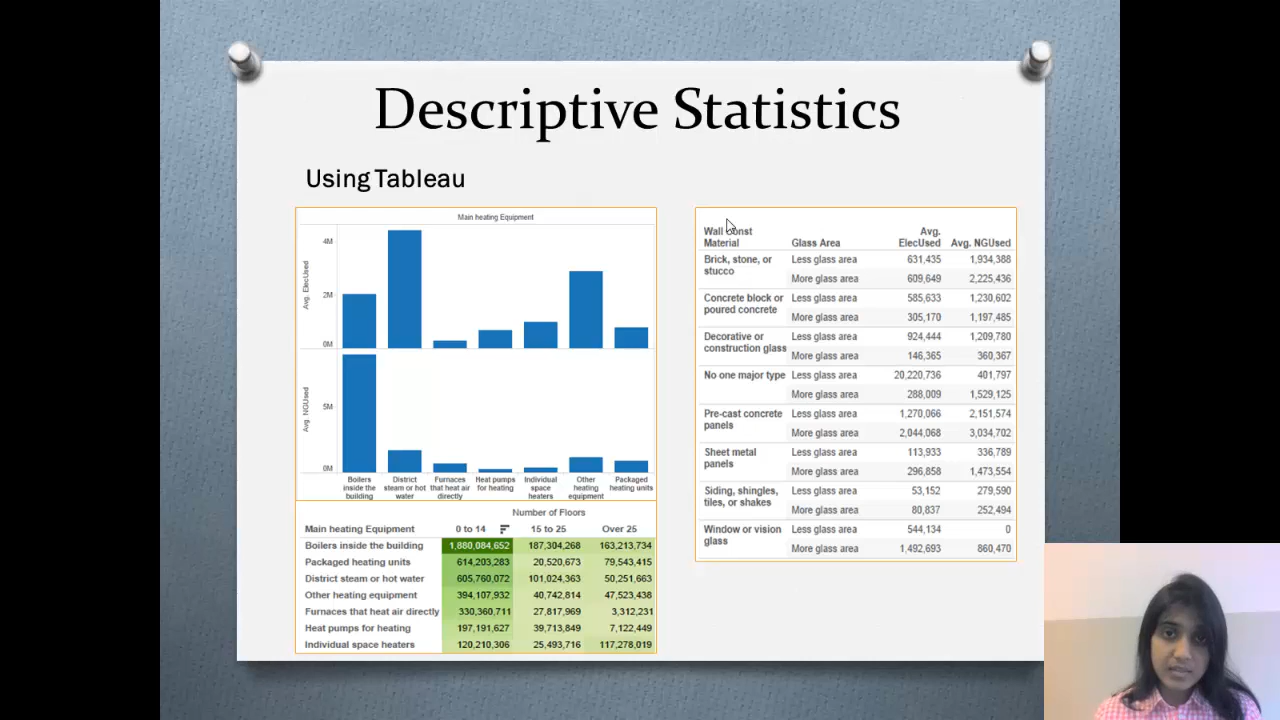 Descriptive Statistics
Using Tableau
Main heating Equipment
Avg. ElecUsed
4M
2M
0M
Avg. NGUsed
5M
0M
Boilers inside the building
District steam or hot water
Furnaces that heat air directly
Heat pumps for heating
Individual space heaters
Other heating equipment
Packaged heating units
Number of Floors
Main heating Equipment 0 to 14 15 to 25 Over 25
Boilers inside the building 1,880,084,652 187,304,268 163,213,734
Packaged heating units 614,203,283 20,520,673 79,543,415
District steam or hot water 605,760,072 101,024,363 50,251,663
Other heating equipment 394,107,932 40,742,814 47,523,438
Furnaces that heat air directly 330,360,711 27,817,969 3,312,231
Heat pumps for heating 197,191,627 39,713,849 7,122,449
Individual space heaters 120,210,306 25,493,716 117,278,019
Wall Const Material Glass Area Avg. ElecUsed Avg. NGUsed
Brick, stone, or stucco Less glass area 631,435 1,934,388
More glass area 609,649 2,225,436
Concrete block or poured concrete Less glass area 585,633 1,230,602
More glass area 305,170 1,197,485
Decorative or construction glass Less glass area 924,444 1,209,780
More glass area 146,365 360,367
No one major type Less glass area 20,220,736 401,797
More glass area 288,009 1,529,125
Pre-cast concrete panels Less glass area 1,270,066 2,151,574
More glass area 2,044,068 3,034,702
Sheet metal panels Less glass area 113,933 336,789
More glass area 296,858 1,473,554
Siding, shingles, tiles, or shakes Less glass area 53,152 279,590
More glass area 80,837 252,494
Window or vision glass Less glass area 544,134 0
More glass area 1,492,693 860,470